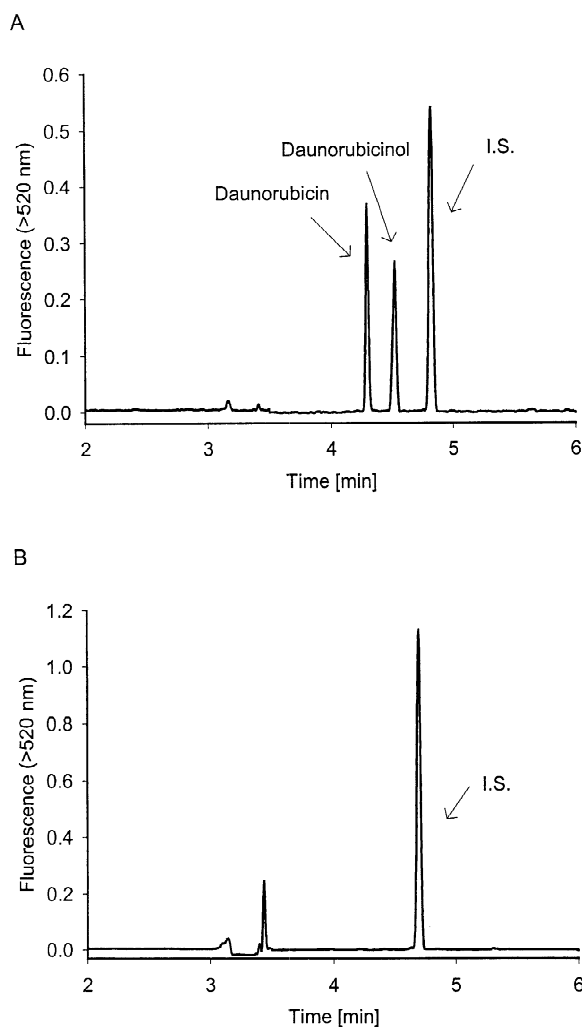 A
0.6
0.5
0.4
0.3
0.2
0.1
0.0
Fluorescence (>520 nm)
Daunorubicinol
I.S.
Daunorubicin
2 3 4 5 6
Time [min]
B
1.2
1.0
0.8
0.6
0.4
0.2
0.0
Fluorescence (>520 nm)
I.S.
2 3 4 5 6
Time [min]